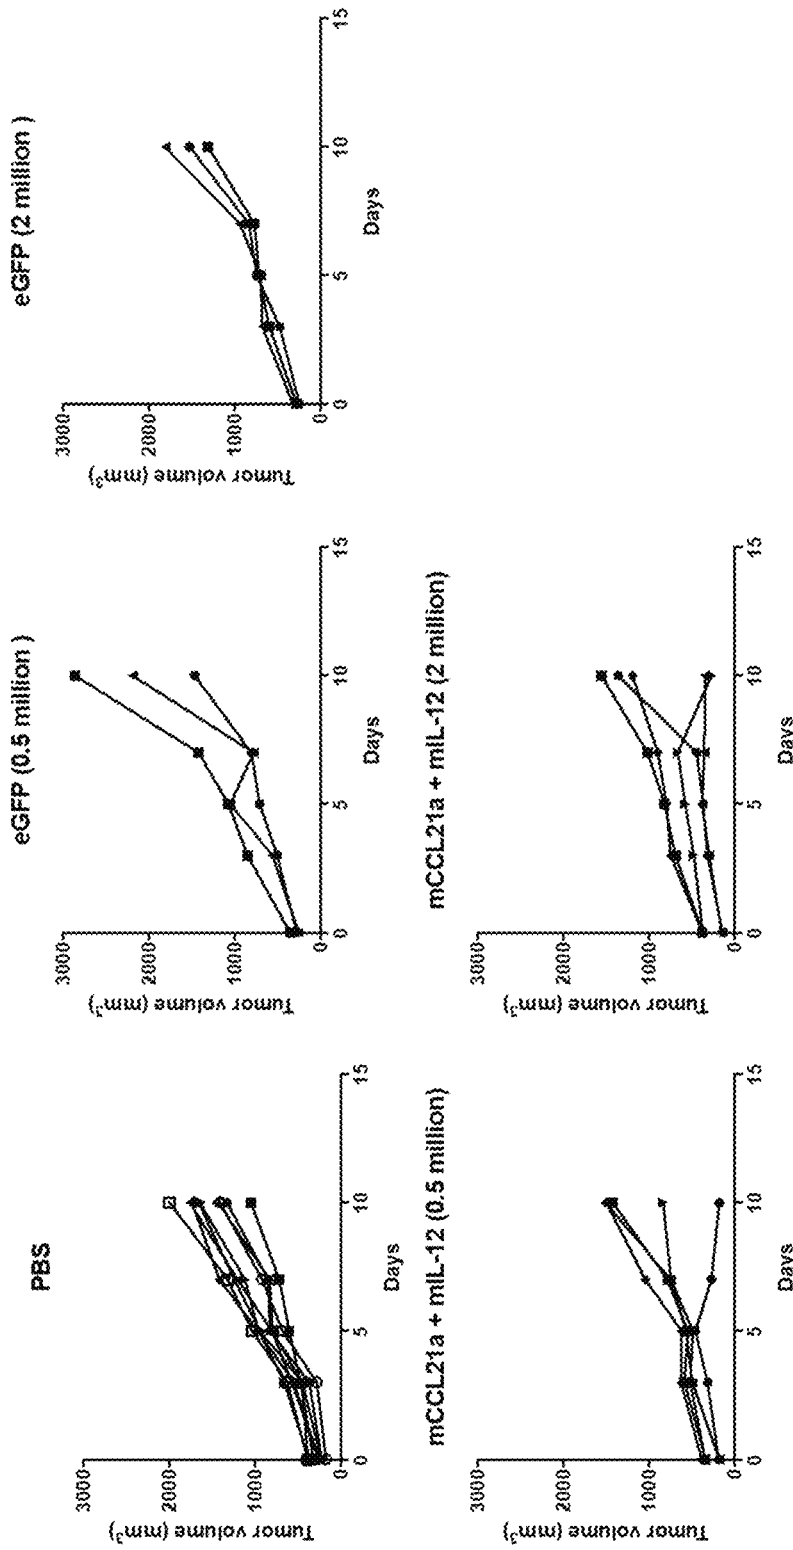 PBS
Tumor volume (mm³)
3000
2000
1000
0
0 5 10 15
Days
eGFP (0.5 million )
Tumor volume (mm³)
3000
2000
1000
0
0 5 10 15
Days
eGFP (2 million )
Tumor volume (mm³)
3000
2000
1000
0
0 5 10 15
Days
mCCL21a + mIL-12 (0.5 million)
Tumor volume (mm³)
3000
2000
1000
0
0 5 10 15
Days
mCCL21a + mIL-12 (2 million)
Tumor volume (mm³)
3000
2000
1000
0
0 5 10 15
Days